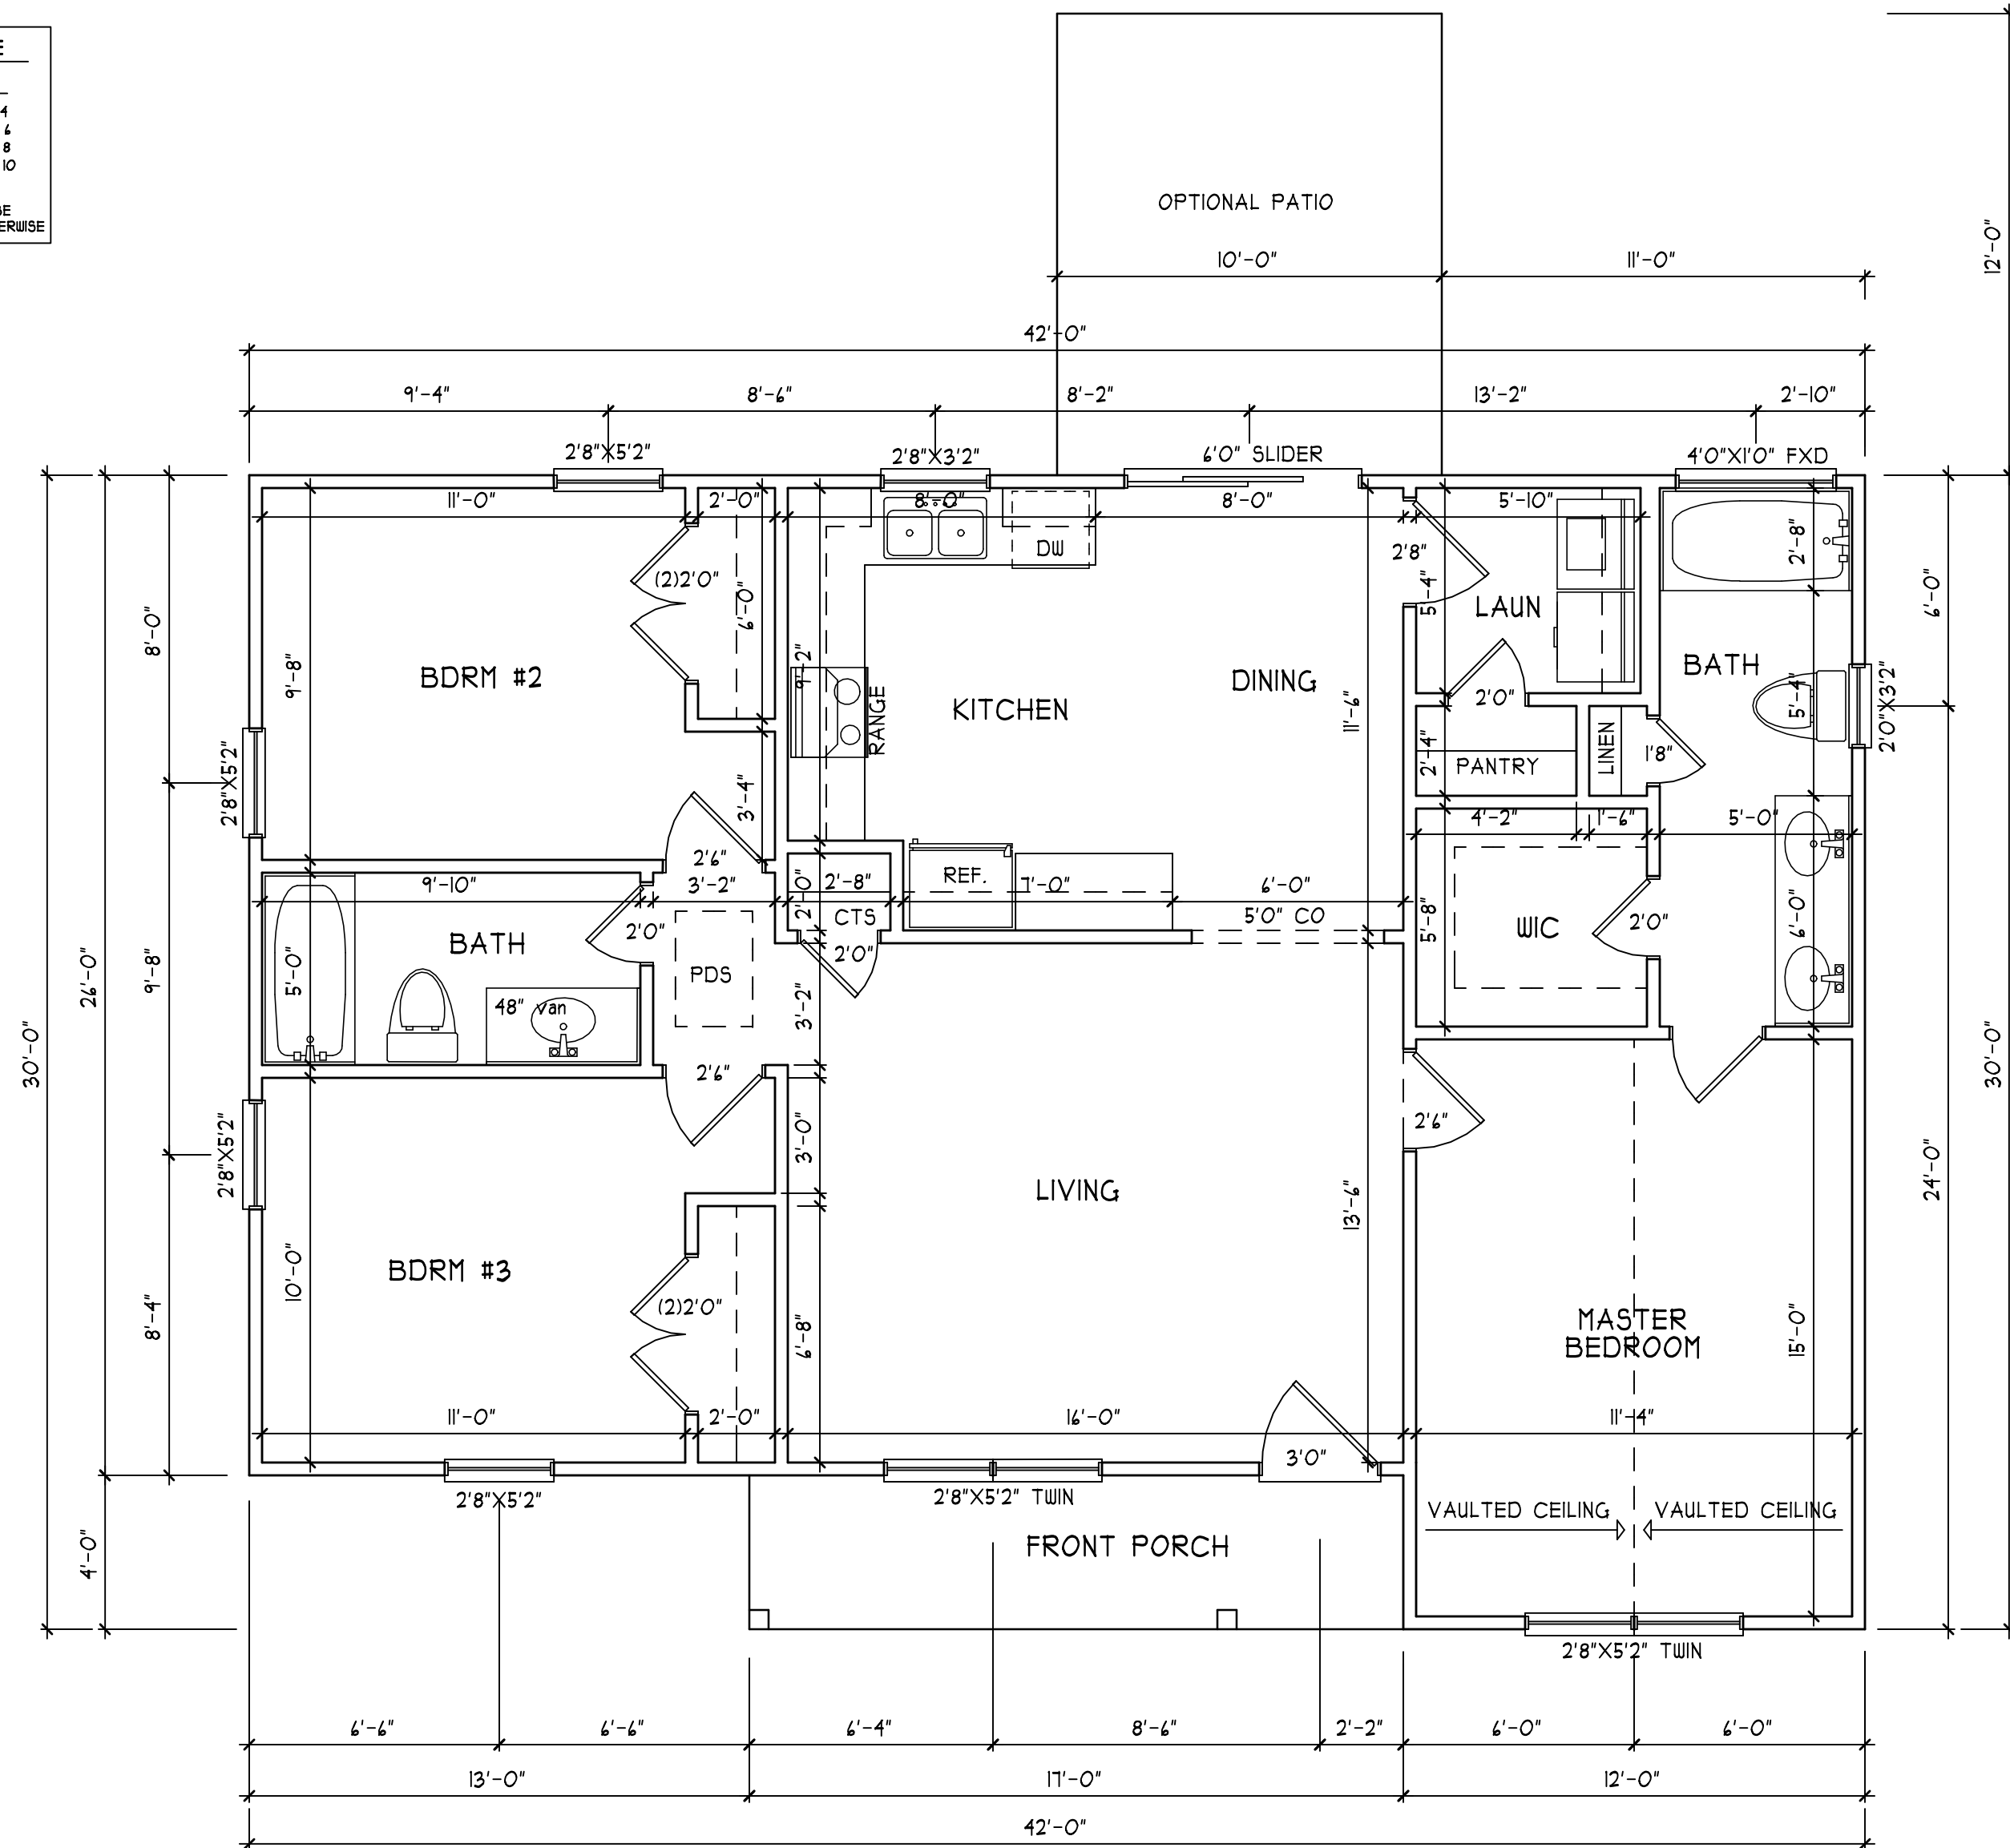 E
4
6
8
10
BE
ERWISE
OPTIONAL PATIO
10'-0" 11'-0"
12'-0"
42'-0"
9'-4" 8'-6" 8'-2" 13'-2" 2'-10"
2'8"X5'2" 2'8"X3'2" 6'0" SLIDER 4'0"X1'0" FXD
11'-0" 2'-0" 8'-0" 8'-0" 5'-10"
DW
2'8"
2'-8"
(2)2'0"
6'-0"
5'-4"
LAUN
6'-0"
8'-0"
9'-8"
BDRM #2
9'-2"
RANGE
KITCHEN
DINING
11'-6"
2'0"
BATH
5'-4"
2'0"X3'2"
2'8"X5'2"
3'-4"
2'-4"
PANTRY
LINEN
1'8"
4'-2" 1'-6" 5'-0"
2'6"
9'-10" 3'-2" 2'-0" 2'-8" REF. 7'-0" 6'-0"
CTS 5'0" CO
5'-8"
WIC
2'0"
6'-0"
BATH
2'0"
2'0"
PDS
5'-0"
48" van
3'-2"
26'-0"
9'-8"
30'-0"
30'-0"
2'6"
2'6"
2'8"X5'2"
3'-0"
24'-0"
LIVING
13'-6"
BDRM #3
10'-0"
(2)2'0"
8'-4"
6'-8"
MASTER
BEDROOM
15'-0"
11'-0" 2'-0" 16'-0" 11'-4"
3'0"
2'8"X5'2" 2'8"X5'2" TWIN
VAULTED CEILING VAULTED CEILING
4'-0"
FRONT PORCH
2'8"X5'2" TWIN
6'-6" 6'-6" 6'-4" 8'-6" 2'-2" 6'-0" 6'-0"
13'-0" 17'-0" 12'-0"
42'-0"